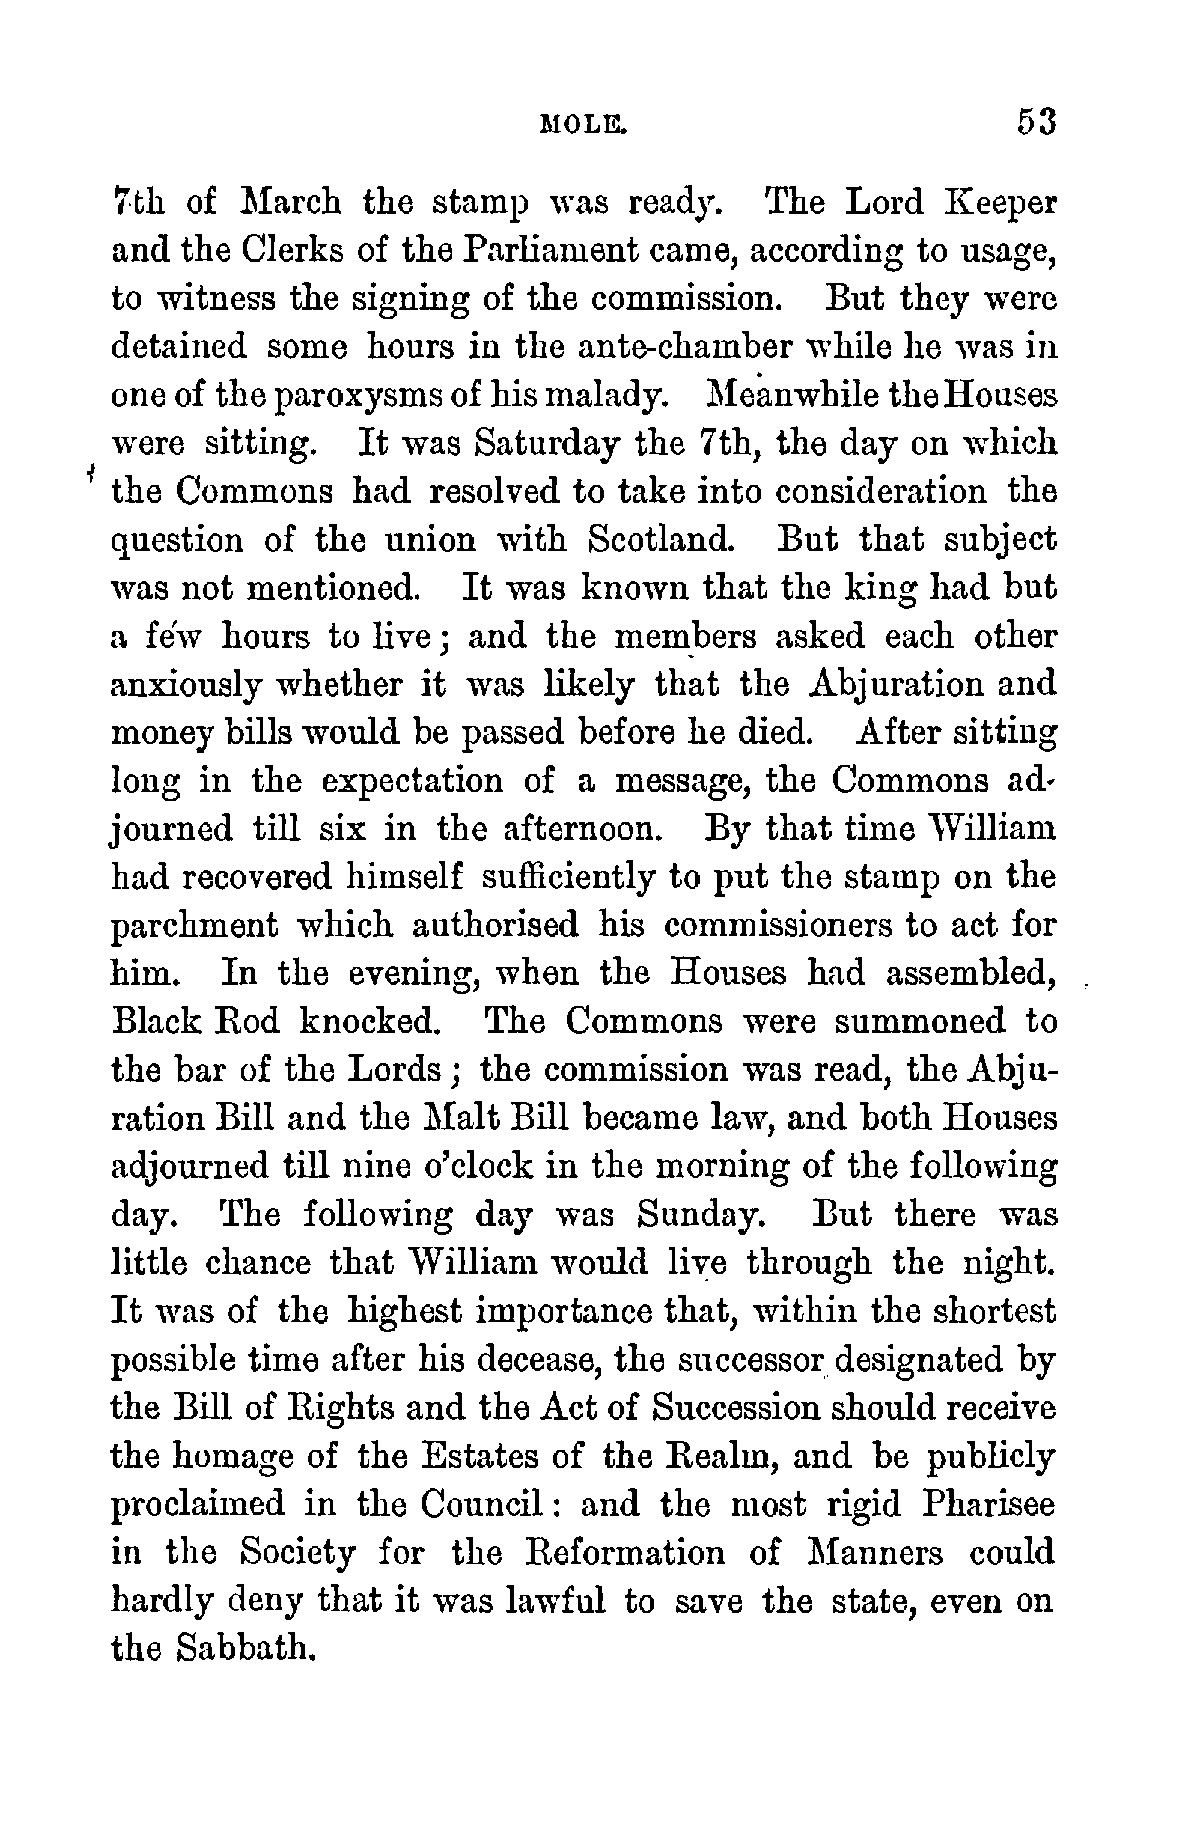 MOLE. 53
7th of March the stamp was ready. The Lord Keeper
and the Clerks of the Parliament came, according to usage,
to witness the signing of the commission. But they were
detained some hours in the ante-chamber while he was in
one of the paroxysms of his malady. Meanwhile the Houses
were sitting. It was Saturday the 7th, the day on which
the Commons had resolved to take into consideration the
question of the union with Scotland. But that subject
was not mentioned. It was known that the king had but
a few hours to live; and the members asked each other
anxiously whether it was likely that the Abjuration and
money bills would be passed before he died. After sitting
long in the expectation of a message, the Commons ad-
journed till six in the afternoon. By that time William
had recovered himself sufficiently to put the stamp on the
parchment which authorised his commissioners to act for
him. In the evening, when the Houses had assembled,
Black Rod knocked. The Commons were summoned to
the bar of the Lords; the commission was read, the Abju-
ration Bill and the Malt Bill became law, and both Houses
adjourned till nine o'clock in the morning of the following
day. The following day was Sunday. But there was
little chance that William would live through the night.
It was of the highest importance that, within the shortest
possible time after his decease, the successor designated by
the Bill of Rights and the Act of Succession should receive
the homage of the Estates of the Realm, and be publicly
proclaimed in the Council: and the most rigid Pharisee
in the Society for the Reformation of Manners could
hardly deny that it was lawful to save the state, even on
the Sabbath.